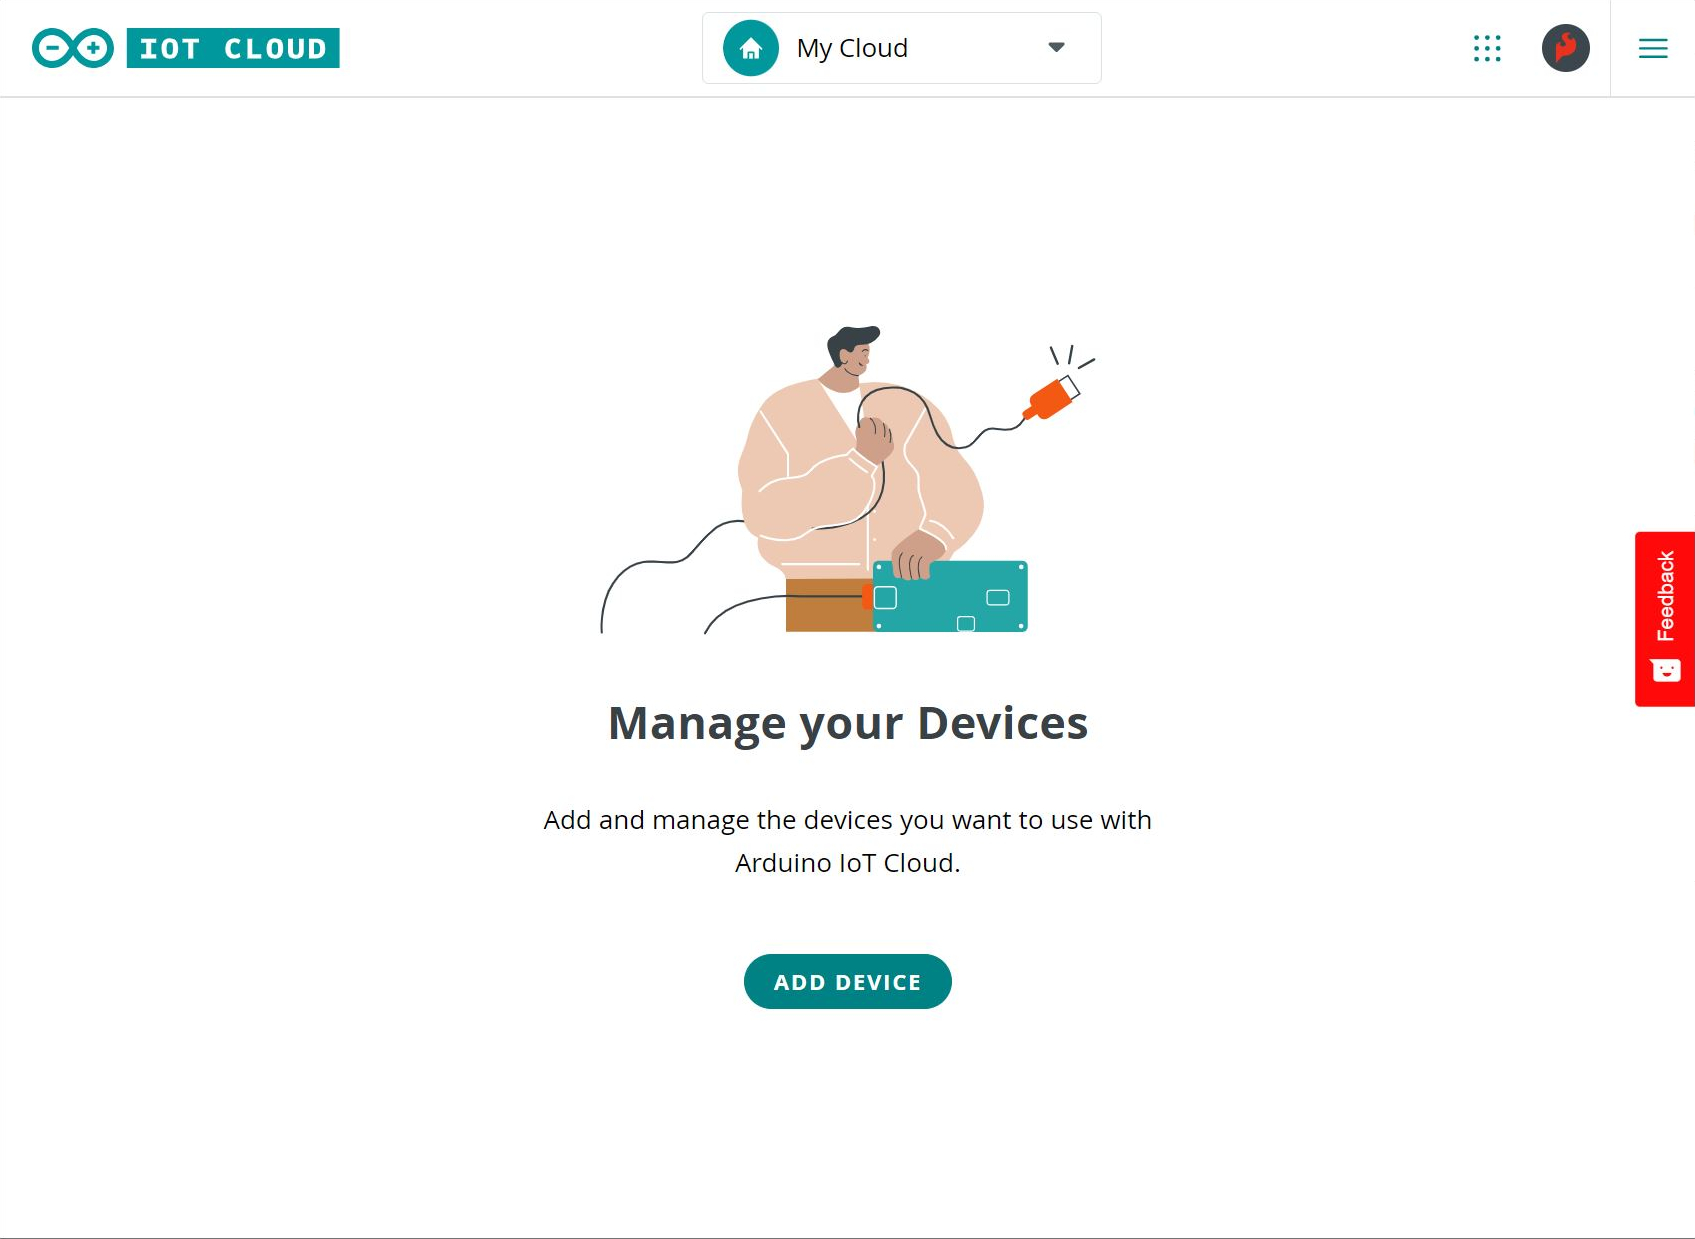 IOT CLOUD
My Cloud
Feedback
Manage your Devices
Add and manage the devices you want to use with
Arduino IoT Cloud.
ADD DEVICE